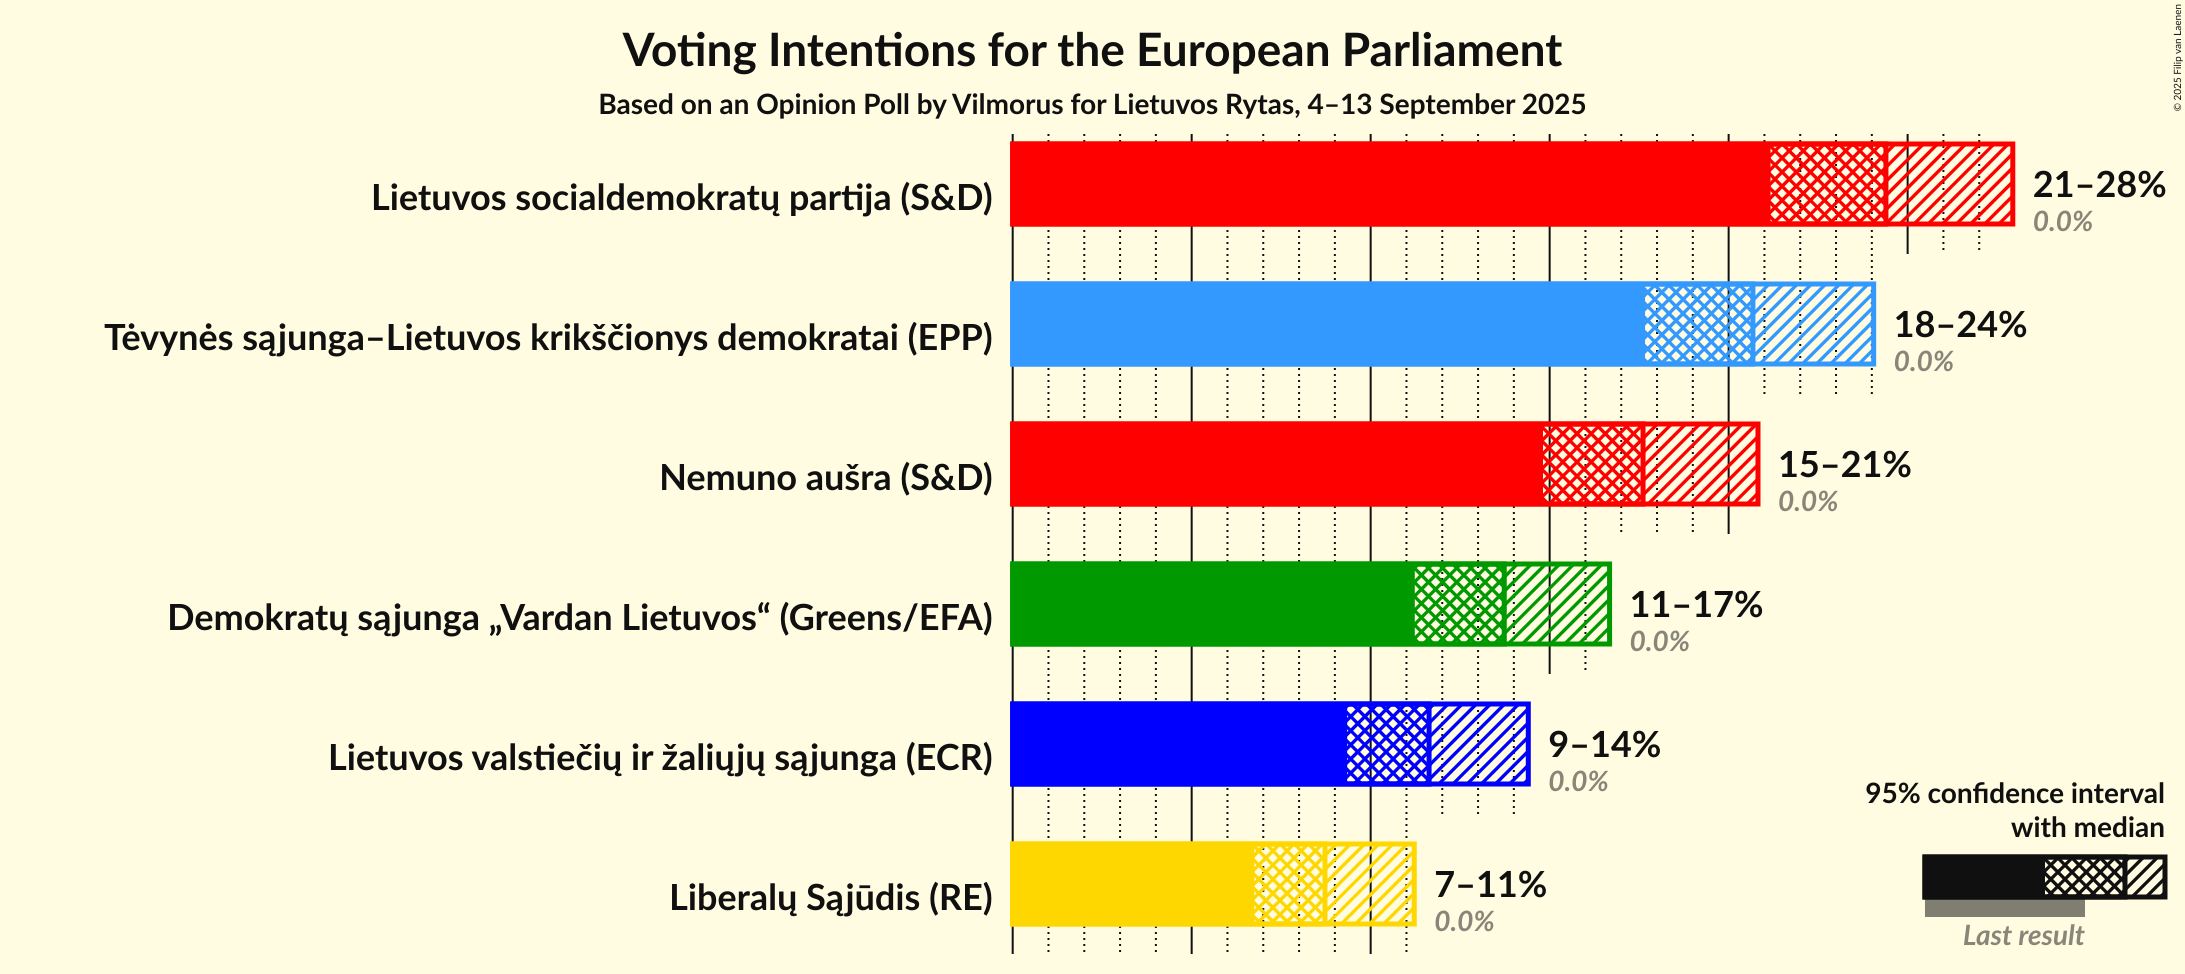 Voting Intentions for the European Parliament
Based on an Opinion Poll by Vilmorus for Lietuvos Rytas, 4–13 September 2025
© 2025 Filip van Laenen
Lietuvos socialdemokratų partija (S&D)
21–28%
0.0%
Tėvynės sąjunga–Lietuvos krikščionys demokratai (EPP)
18–24%
0.0%
Nemuno aušra (S&D)
15–21%
0.0%
Demokratų sąjunga „Vardan Lietuvos“ (Greens/EFA)
11–17%
0.0%
Lietuvos valstiečių ir žaliųjų sąjunga (ECR)
9–14%
0.0%
Liberalų Sąjūdis (RE)
7–11%
0.0%
95% confidence interval
with median
Last result